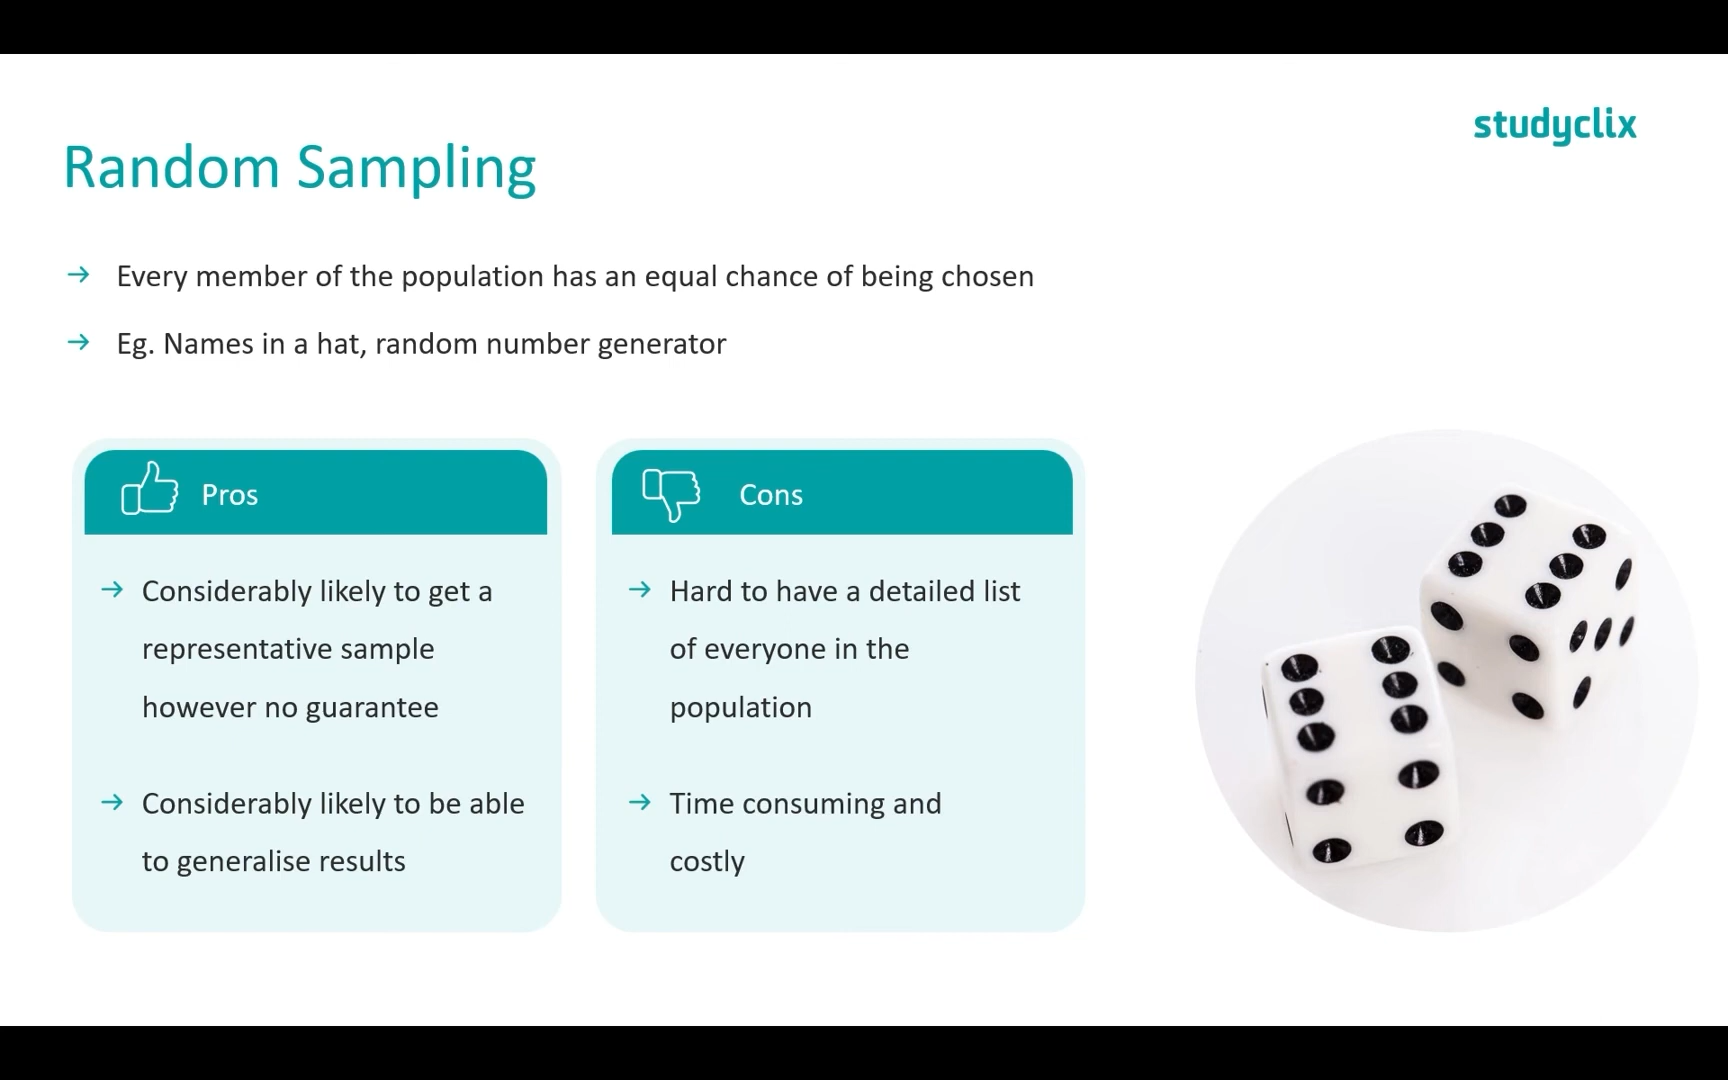 studyclix
Random Sampling
Every member of the population has an equal chance of being chosen
Eg. Names in a hat, random number generator
Pros
Considerably likely to get a
representative sample
however no guarantee
Considerably likely to be able
to generalise results
Cons
Hard to have a detailed list
of everyone in the
population
Time consuming and
costly